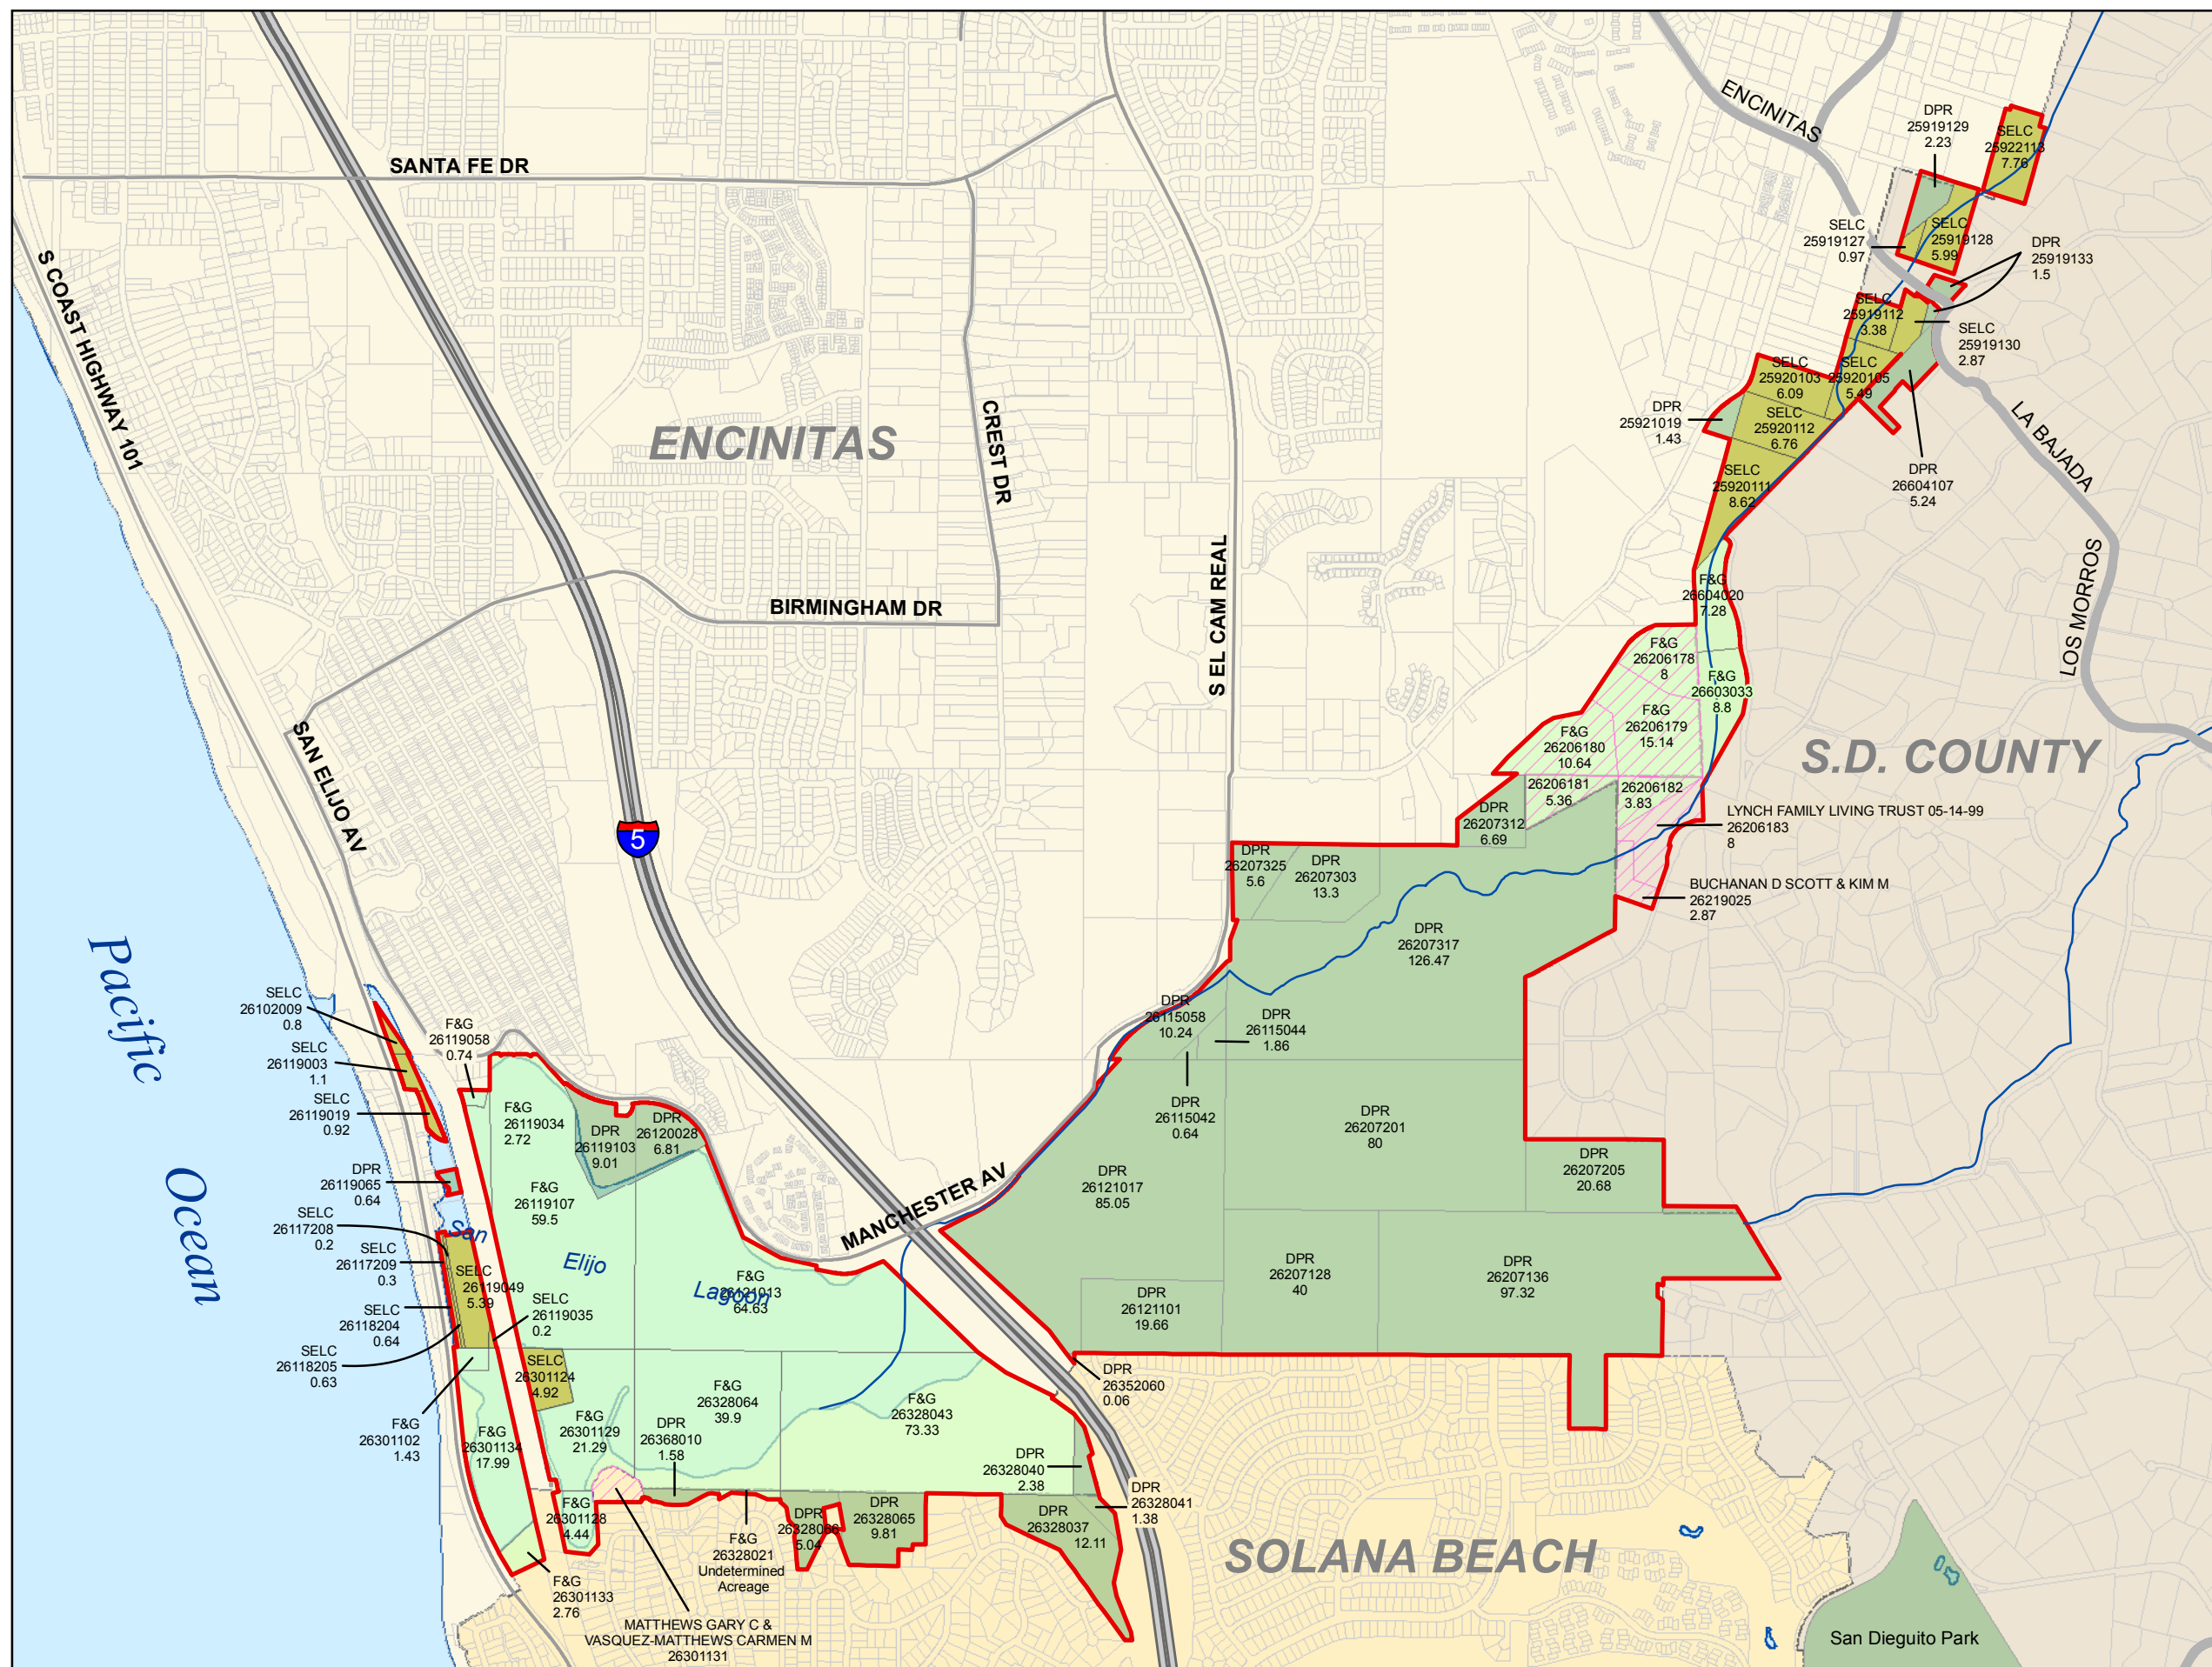 ENCINITAS
DPR
25919129
2.23
SELC
25922113
7.76
SANTA FE DR
SELC
25919127
0.97
SELC
25919128
5.99
DPR
25919133
1.5
S COAST HIGHWAY 101
SELC
25919112
3.38
SELC
25919130
2.87
SELC
25920103
6.09
SELC
25920105
5.49
DPR
25921019
1.43
SELC
25920112
6.76
CREST DR
ENCINITAS
LA BAJADA
SELC
25920111
8.62
DPR
26604107
5.24
S EL CAM REAL
LOS MORROS
BIRMINGHAM DR
F&G
26604020
7.28
F&G
26206178
8
F&G
26603033
8.8
F&G
26206179
15.14
F&G
26206180
10.64
S.D. COUNTY
SAN ELIJO AV
26206181
5.36
26206182
3.83
5
DPR
26207312
6.69
LYNCH FAMILY LIVING TRUST 05-14-99
26206183
8
DPR
26207325
5.6
DPR
26207303
13.3
BUCHANAN D SCOTT & KIM M
26219025
2.87
DPR
26207317
126.47
Pacific
Ocean
SELC
26102009
0.8
F&G
26119058
0.74
DPR
26115058
10.24
DPR
26115044
1.86
SELC
26119003
1.1
SELC
26119019
0.92
F&G
26119034
2.72
DPR
26119103
9.01
DPR
26120028
6.81
DPR
26115042
0.64
DPR
26207201
80
DPR
26119065
0.64
F&G
26119107
59.5
MANCHESTER AV
DPR
26121017
85.05
DPR
26207205
20.68
SELC
26117208
0.2
San
Elijo
Lagoon
SELC
26117209
0.3
SELC
26119049
5.39
F&G
26121013
64.63
DPR
26207128
40
DPR
26207136
97.32
SELC
26118204
0.64
SELC
26119035
0.2
DPR
26121101
19.66
SELC
26118205
0.63
SELC
26301124
4.92
DPR
26352060
0.06
F&G
26301102
1.43
F&G
26301134
17.99
F&G
26301129
21.29
F&G
26328064
39.9
DPR
26368010
1.58
F&G
26328043
73.33
DPR
26328040
2.38
DPR
26328041
1.38
F&G
26301128
4.44
F&G
26328021
Undetermined
Acreage
DPR
26328066
5.04
DPR
26328065
9.81
DPR
26328037
12.11
F&G
26301133
2.76
SOLANA BEACH
MATTHEWS GARY C &
VASQUEZ-MATTHEWS CARMEN M
26301131
San Dieguito Park